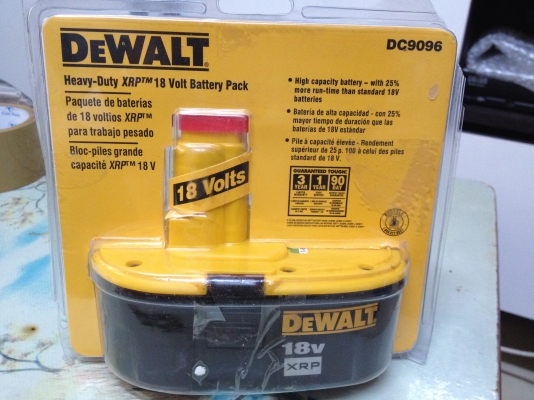 DEWALT
DC9096
Heavy-Duty XRP™ 18 Volt Battery Pack
Paquete de baterias
de 18 voltios XRP™
para trabajo pesado
Bloc-piles grande
capacité XRP™ 18 V
• High capacity battery – with 25%
more run-time than standard 18V
batteries
• Batería de alta capacidad - con 25%
mayor tiempo de duración que las
baterías de 18V estándar
• Pile à capacité élevée - Rendement
supérieur de 25 p. 100 à celui des piles
standard de 18 V.
GUARANTEED TOUGH
3 YEAR
1 YEAR
90 DAY
18 Volts
DEWALT
18v
XRP